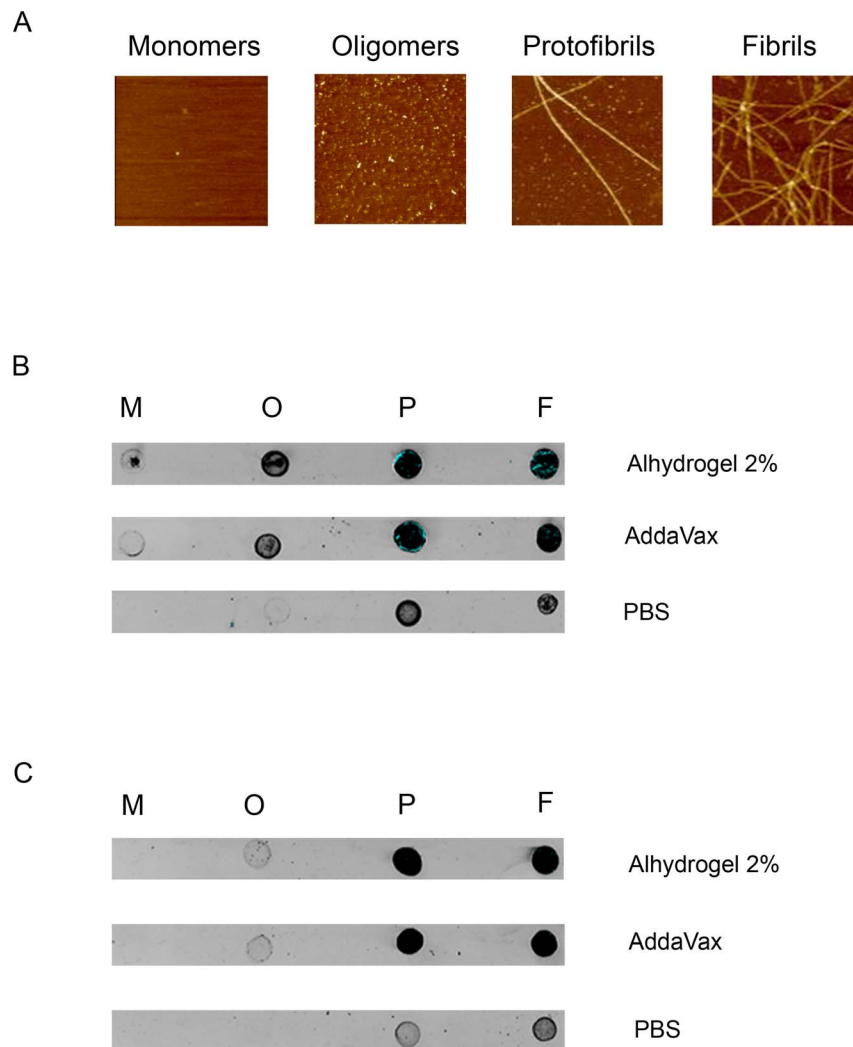 A
Monomers Oligomers Protofibrils Fibrils
B
M O P F
Alhydrogel 2%
AddaVax
PBS
C
M O P F
Alhydrogel 2%
AddaVax
PBS